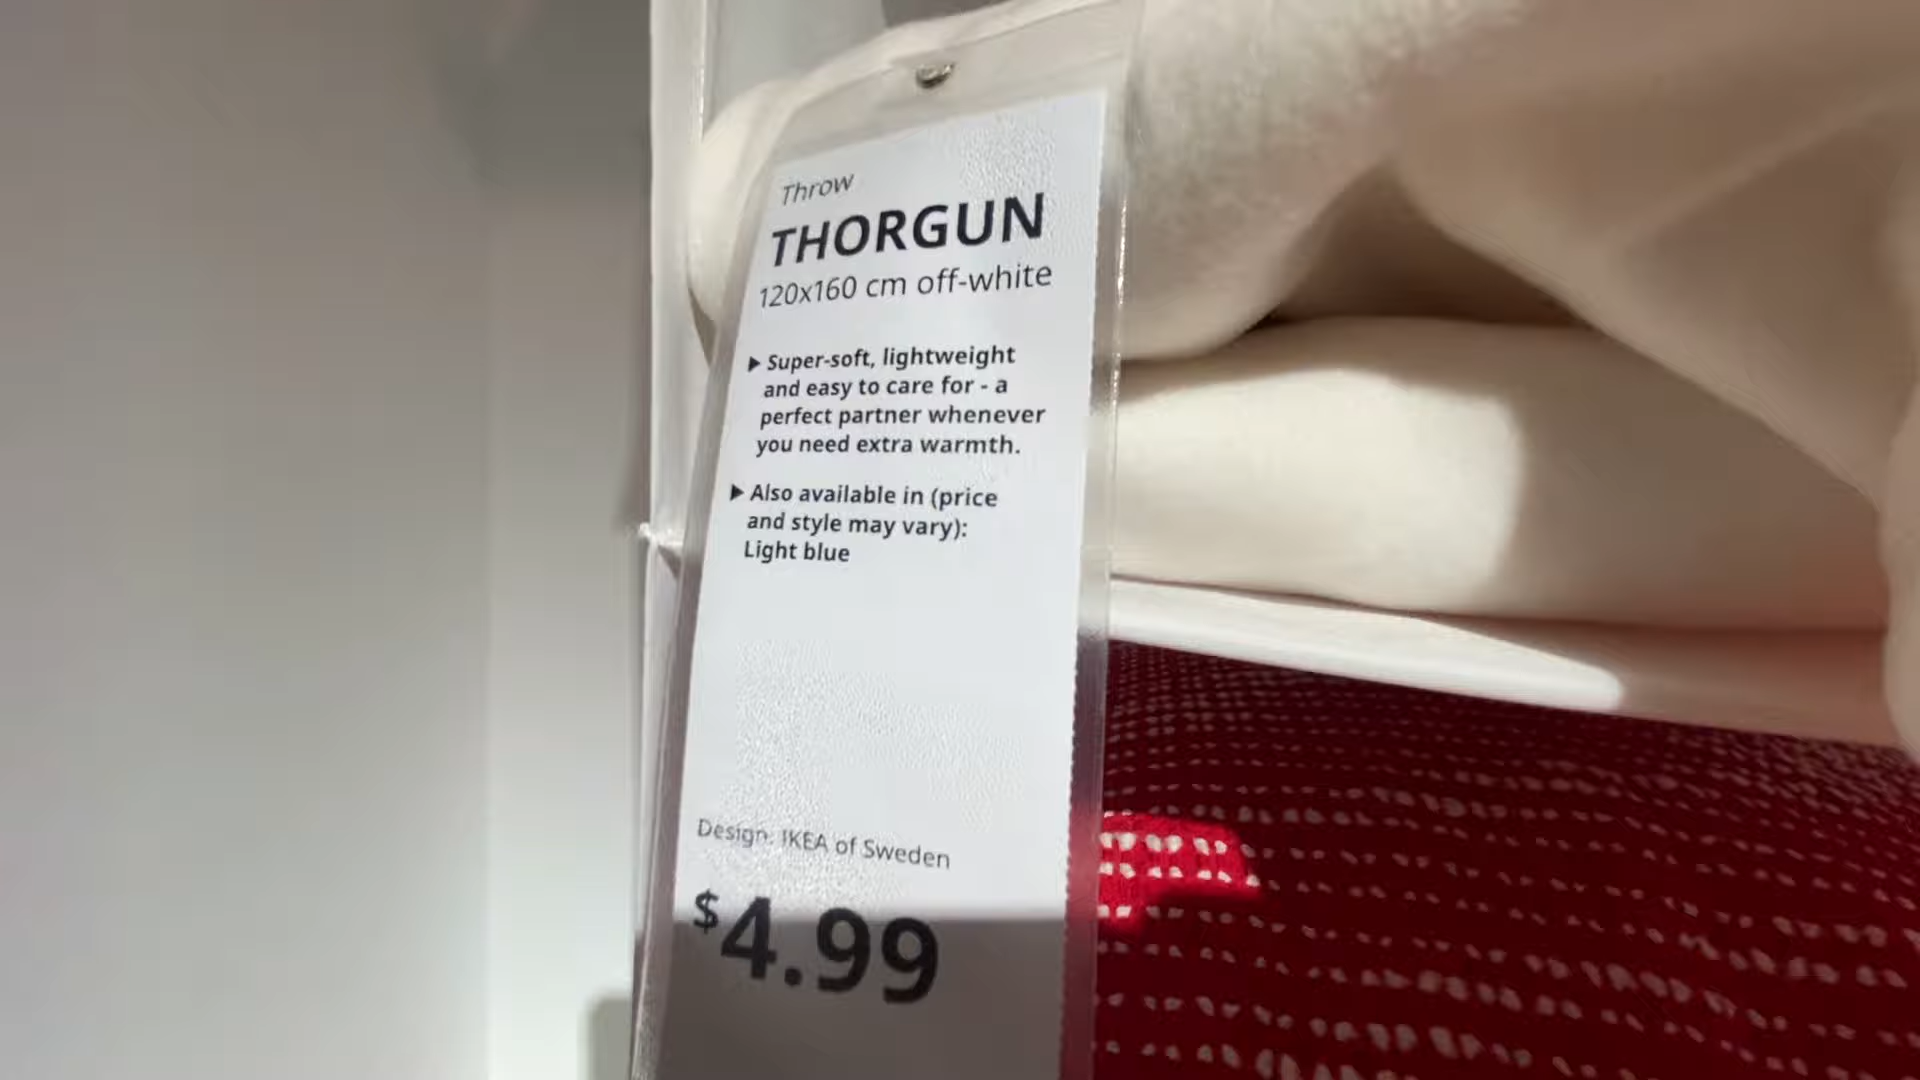 Throw
THORGUN
120x160 cm off-white
▶ Super-soft, lightweight
and easy to care for - a
perfect partner whenever
you need extra warmth.
▶ Also available in (price
and style may vary):
Light blue
Design: IKEA of Sweden
$4.99